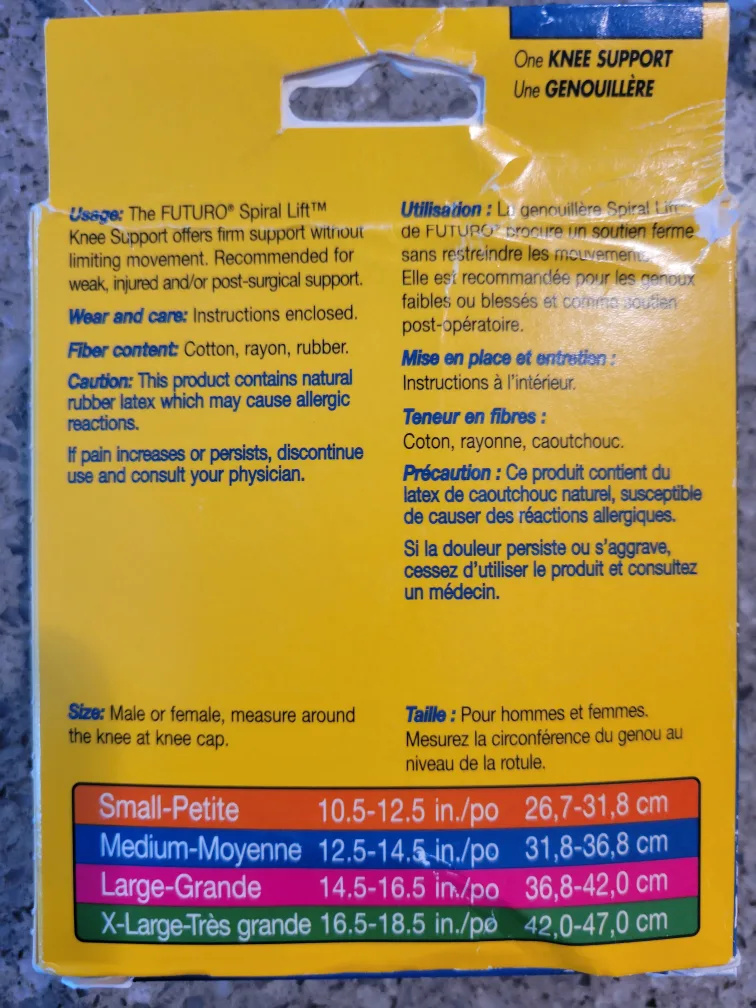 One KNEE SUPPORT
Une GENOUILLÈRE
Usage: The FUTURO® Spiral Lift™
Knee Support offers firm support without
limiting movement. Recommended for
weak, injured and/or post-surgical support.
Wear and care: Instructions enclosed.
Fiber content: Cotton, rayon, rubber.
Caution: This product contains natural
rubber latex which may cause allergic
reactions.
If pain increases or persists, discontinue
use and consult your physician.
Utilisation : La genouillère Spiral Lift
de FUTURO® procure un soutien ferme
sans restreindre les mouvements.
Elle est recommandée pour les genoux
faibles ou blessés et comme soutien
post-opératoire.
Mise en place et entretien :
Instructions à l'intérieur.
Teneur en fibres :
Coton, rayonne, caoutchouc.
Précaution : Ce produit contient du
latex de caoutchouc naturel, susceptible
de causer des réactions allergiques.
Si la douleur persiste ou s'aggrave,
cessez d'utiliser le produit et consultez
un médecin.
Size: Male or female, measure around
the knee at knee cap.
Taille : Pour hommes et femmes.
Mesurez la circonférence du genou au
niveau de la rotule.
Small-Petite 10.5-12.5 in./po 26,7-31,8 cm
Medium-Moyenne 12.5-14.5 in./po 31,8-36,8 cm
Large-Grande 14.5-16.5 in./po 36,8-42,0 cm
X-Large-Très grande 16.5-18.5 in./po 42,0-47,0 cm